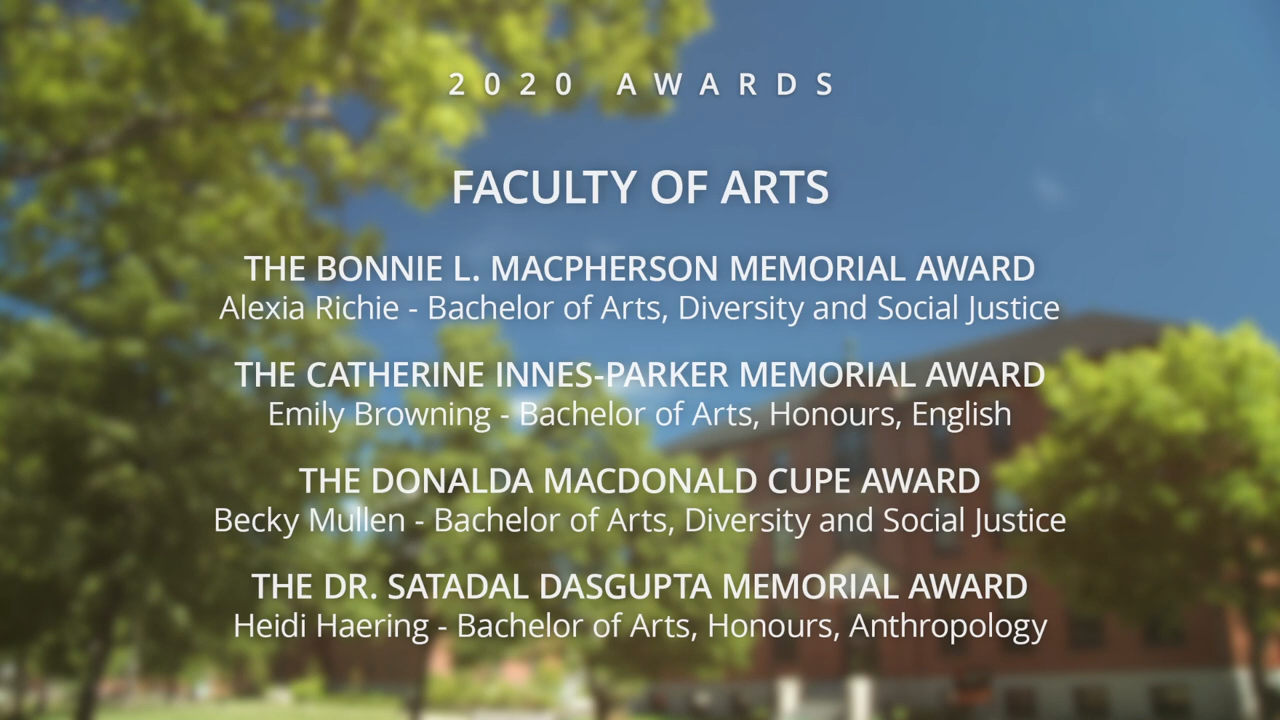 2020 AWARDS
FACULTY OF ARTS
THE BONNIE L. MACPHERSON MEMORIAL AWARD
Alexia Richie - Bachelor of Arts, Diversity and Social Justice
THE CATHERINE INNES-PARKER MEMORIAL AWARD
Emily Browning - Bachelor of Arts, Honours, English
THE DONALDA MACDONALD CUPE AWARD
Becky Mullen - Bachelor of Arts, Diversity and Social Justice
THE DR. SATADAL DASGUPTA MEMORIAL AWARD
Heidi Haering - Bachelor of Arts, Honours, Anthropology